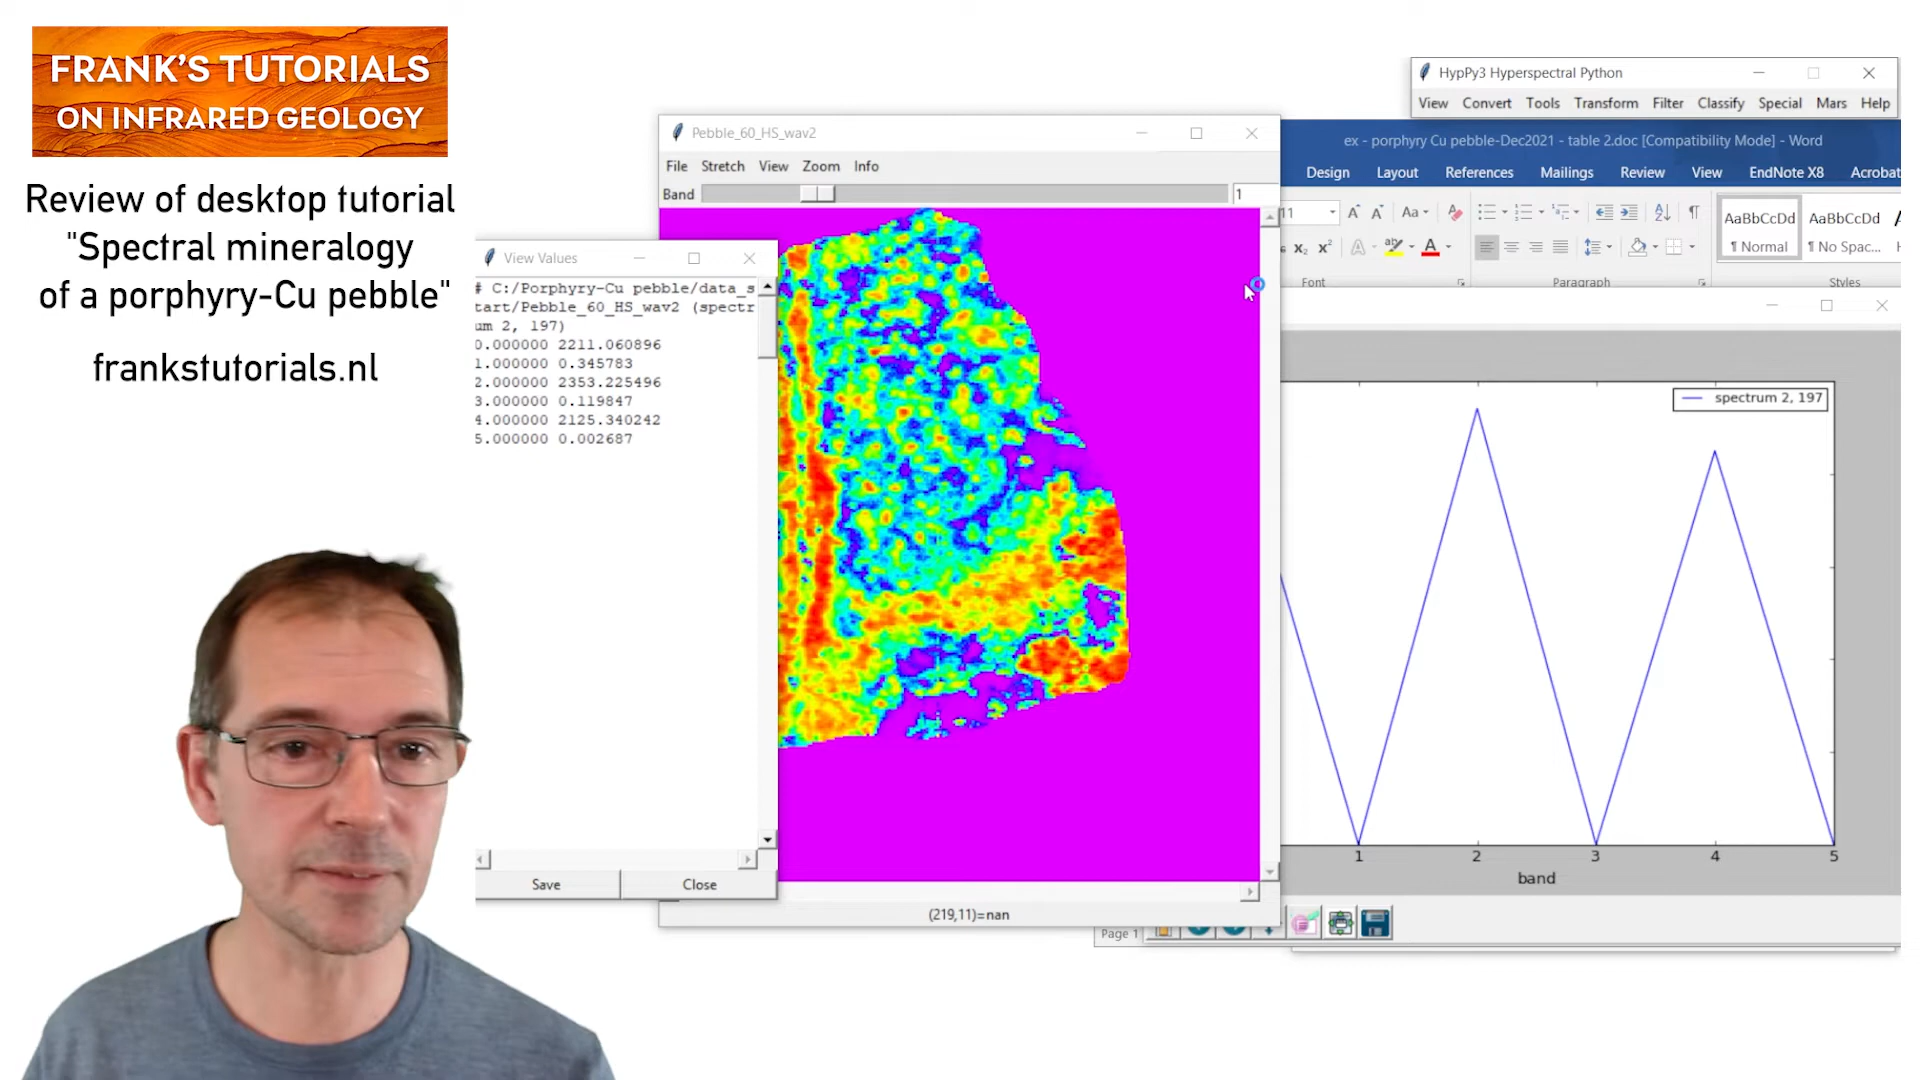 FRANK'S TUTORIALS
ON INFRARED GEOLOGY
Review of desktop tutorial
"Spectral mineralogy
of a porphyry-Cu pebble"
frankstutorials.nl
HypPy3 Hyperspectral Python
View Convert Tools Transform Filter Classify Special Mars Help
ex - porphyry Cu pebble-Dec2021 - table 2.doc [Compatibility Mode] - Word
Design Layout References Mailings Review View EndNote X8 Acrobat
11 Aa
AaBbCcDd AaBbCcDd
¶ Normal ¶ No Spac...
Font Paragraph Styles
Pebble_60_HS_wav2
File Stretch View Zoom Info
Band 1
(219,11)=nan
View Values
# C:/Porphyry-Cu pebble/data_s
tart/Pebble_60_HS_wav2 (spectr
um 2, 197)
0.000000 2211.060896
1.000000 0.345783
2.000000 2353.225496
3.000000 0.119847
4.000000 2125.340242
5.000000 0.002687
Save Close
spectrum 2, 197
1 2 3 4 5
band
Page 1